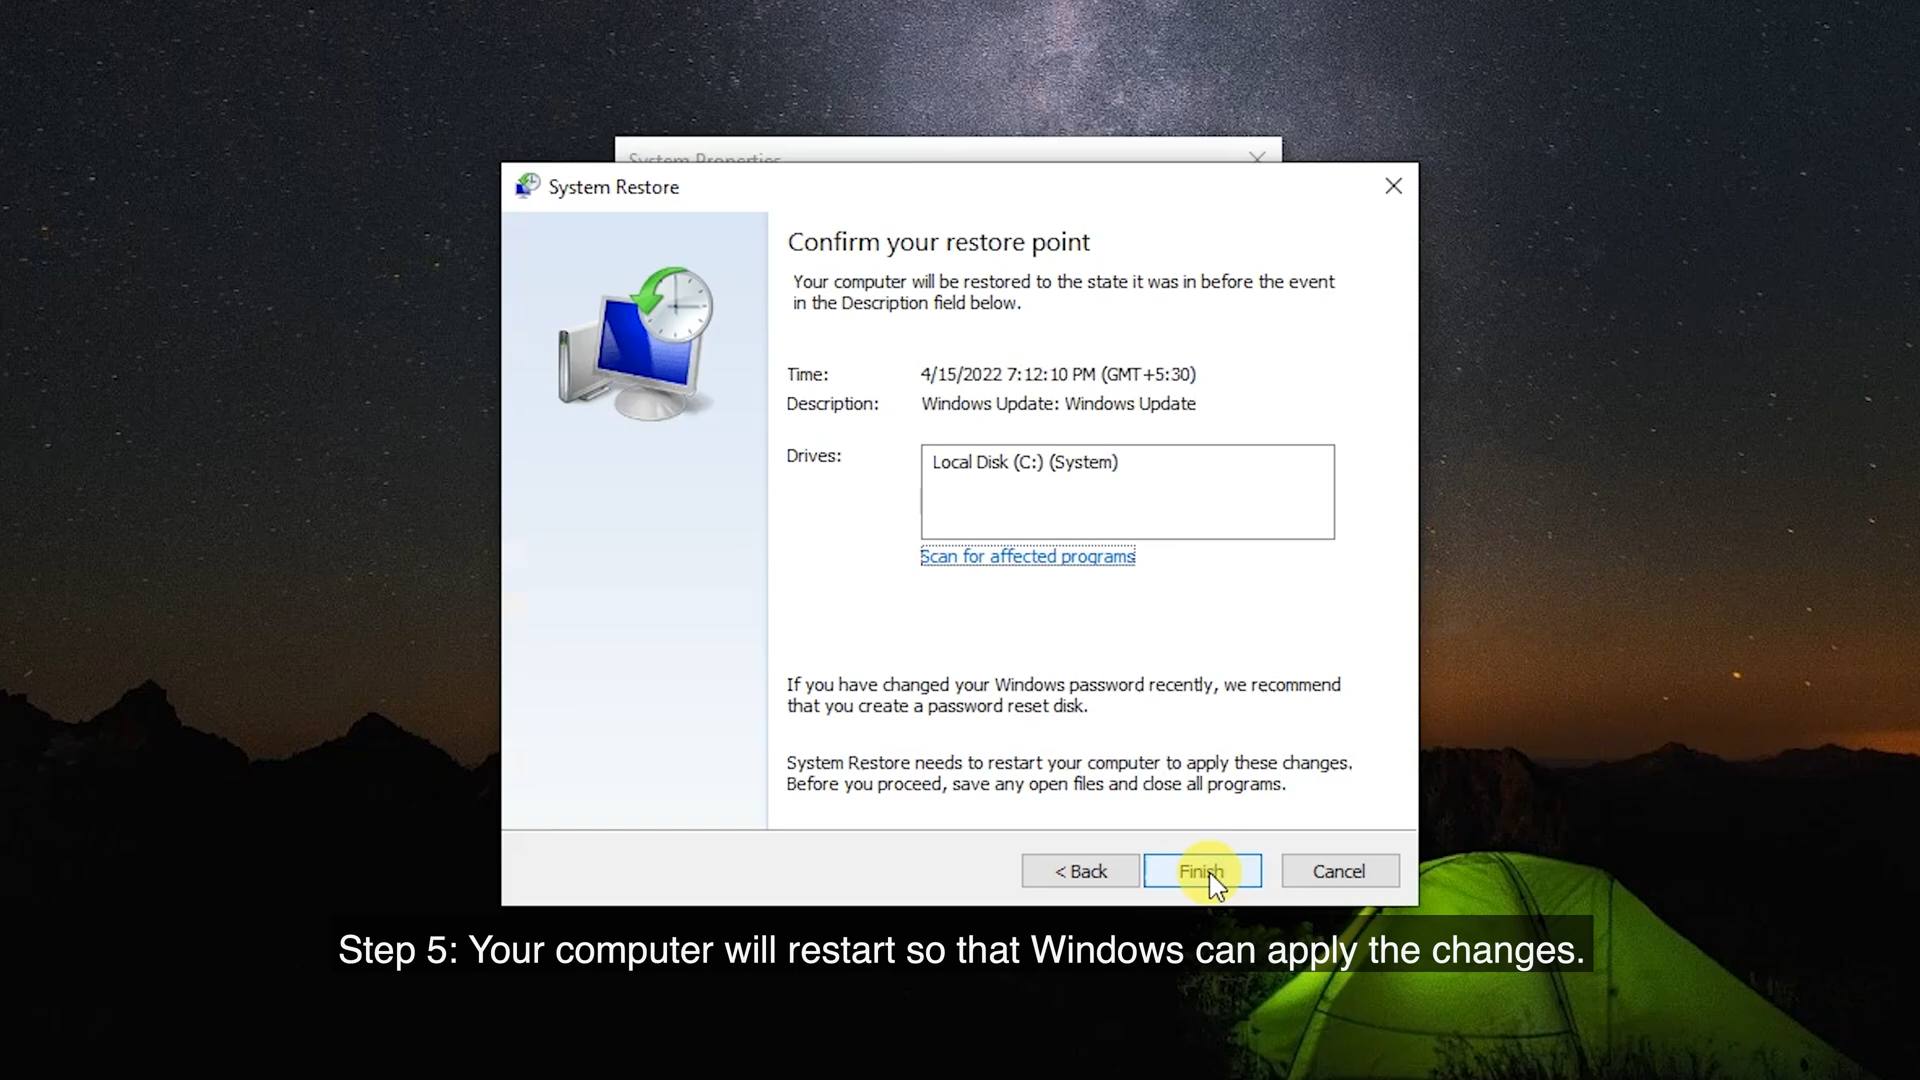 System Properties
System Restore
Confirm your restore point
Your computer will be restored to the state it was in before the event
in the Description field below.
Time: 4/15/2022 7:12:10 PM (GMT+5:30)
Description: Windows Update: Windows Update
Drives: Local Disk (C:) (System)
Scan for affected programs
If you have changed your Windows password recently, we recommend
that you create a password reset disk.
System Restore needs to restart your computer to apply these changes.
Before you proceed, save any open files and close all programs.
< Back Finish Cancel
Step 5: Your computer will restart so that Windows can apply the changes.